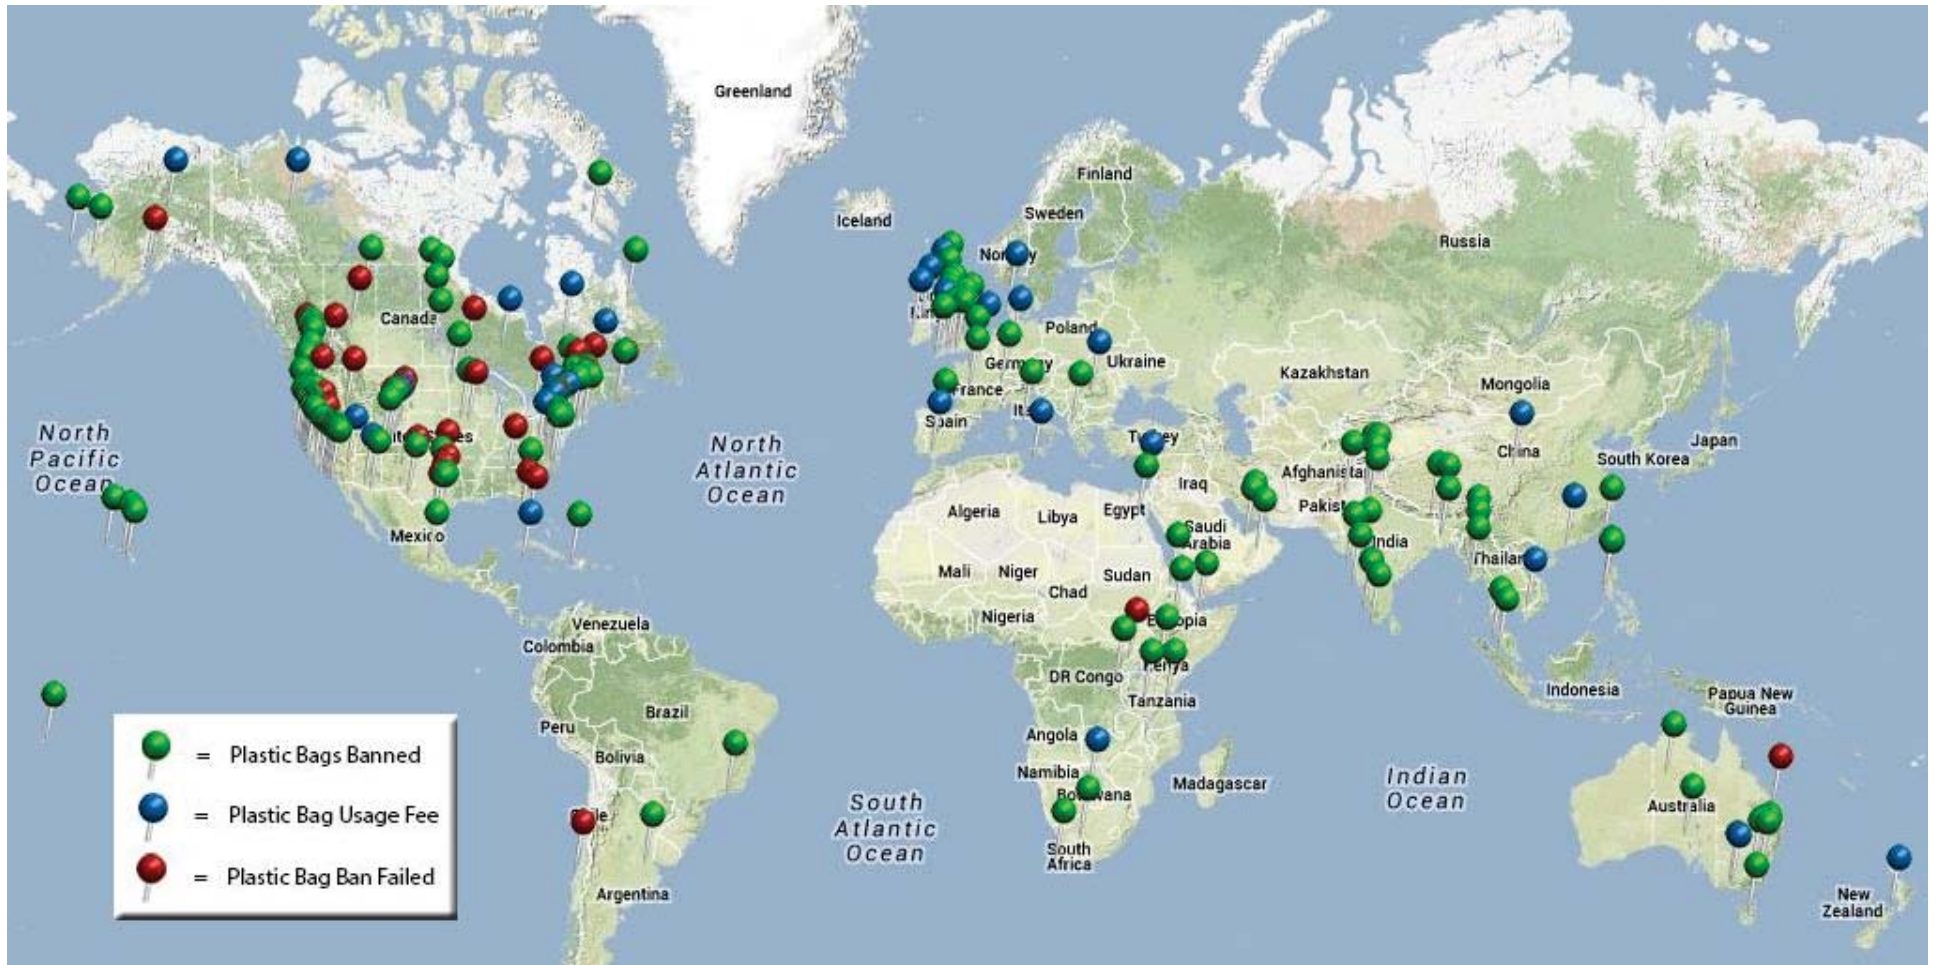 Greenland
Finland
Iceland
Sweden
Russia
Canada
Poland
Ukraine
Kazakhstan
Mongolia
France
Spain
North
Pacific
Ocean
North
Atlantic
Ocean
Japan
China
South Korea
Turkey
Iraq
Algeria
Libya
Egypt
Saudi
Arabia
India
Mexico
Mali
Niger
Sudan
Chad
Nigeria
Venezuela
Colombia
Kenya
DR Congo
Tanzania
Indonesia
Papua New
Guinea
Peru
Brazil
Bolivia
Angola
Namibia
Botswana
Madagascar
Indian
Ocean
Australia
South
Atlantic
Ocean
South
Africa
Argentina
New
Zealand
= Plastic Bags Banned
= Plastic Bag Usage Fee
= Plastic Bag Ban Failed